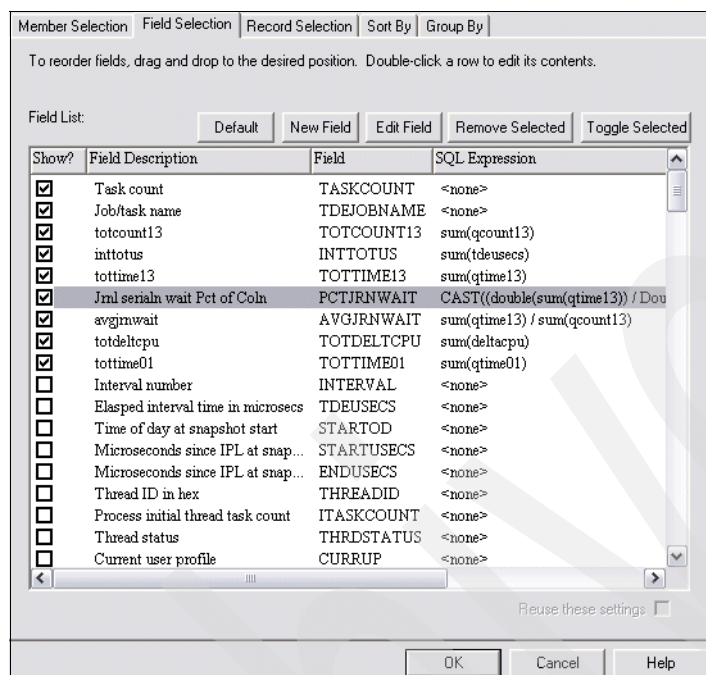 Member Selection Field Selection Record Selection Sort By Group By
To reorder fields, drag and drop to the desired position. Double-click a row to edit its contents.
Field List:
Default New Field Edit Field Remove Selected Toggle Selected
Show? Field Description Field SQL Expression
Task count TASKCOUNT <none>
Job/task name TDEJOBNAME <none>
totcount13 TOTCOUNT13 sum(qcount13)
inttotus INTTOTUS sum(tdeusecs)
tottime13 TOTTIME13 sum(qtime13)
Jrnl serialn wait Pct of Coln PCTJRNWAIT CAST((double(sum(qtime13)) / Dou
avgjrnwait AVGJRNWAIT sum(qtime13) / sum(qcount13)
totdeltcpu TOTDELTCPU sum(deltacpu)
tottime01 TOTTIME01 sum(qtime01)
Interval number INTERVAL <none>
Elasped interval time in microsecs TDEUSECS <none>
Time of day at snapshot start STARTOD <none>
Microseconds since IPL at snap... STARTUSECS <none>
Microseconds since IPL at snap... ENDUSECS <none>
Thread ID in hex THREADID <none>
Process initial thread task count ITASKCOUNT <none>
Thread status THRDSTATUS <none>
Current user profile CURRUP <none>
Reuse these settings
OK Cancel Help